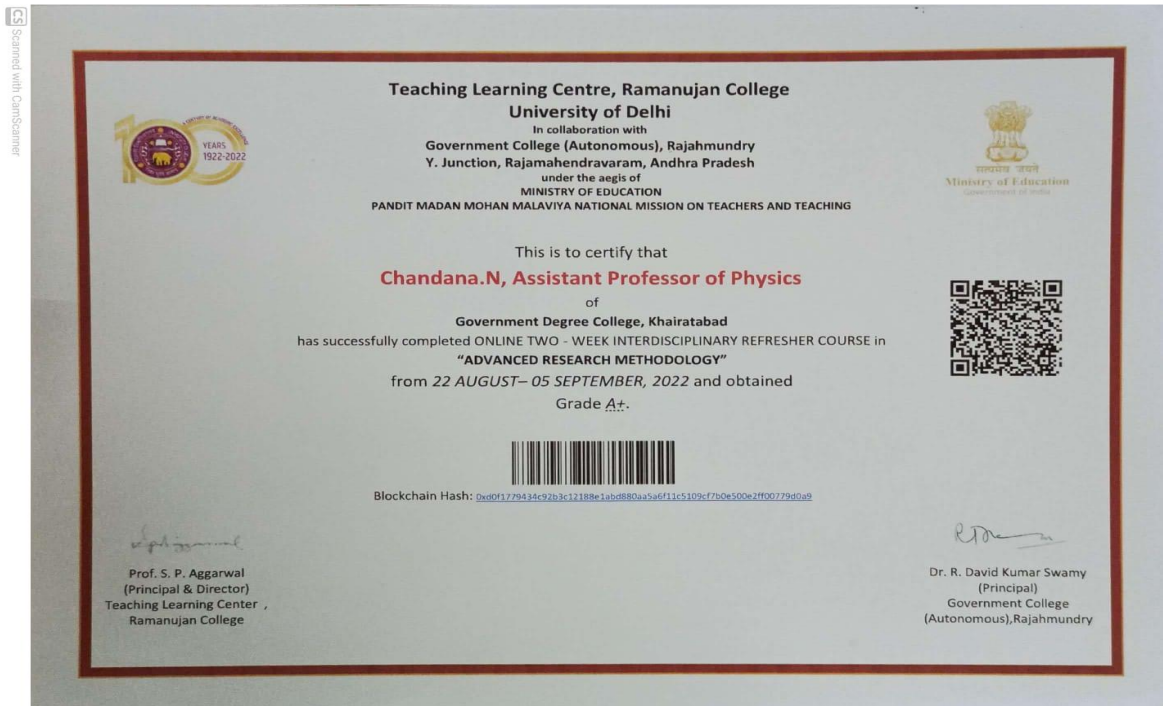 CS Scanned with CamScanner
Teaching Learning Centre, Ramanujan College
University of Delhi
In collaboration with
Government College (Autonomous), Rajahmundry
Y. Junction, Rajamahendravaram, Andhra Pradesh
under the aegis of
MINISTRY OF EDUCATION
PANDIT MADAN MOHAN MALAVIYA NATIONAL MISSION ON TEACHERS AND TEACHING
YEARS
1922-2022
सत्यमेव जयते
Ministry of Education
Government of India
This is to certify that
Chandana.N, Assistant Professor of Physics
of
Government Degree College, Khairatabad
has successfully completed ONLINE TWO - WEEK INTERDISCIPLINARY REFRESHER COURSE in
“ADVANCED RESEARCH METHODOLOGY”
from 22 AUGUST– 05 SEPTEMBER, 2022 and obtained
Grade A+.
Blockchain Hash: 0xd0f1779434c92b3c12188e1abd880aa5a6f11c5109cf7b0e500e2ff00779d0a9
Prof. S. P. Aggarwal
(Principal & Director)
Teaching Learning Center ,
Ramanujan College
Dr. R. David Kumar Swamy
(Principal)
Government College
(Autonomous),Rajahmundry